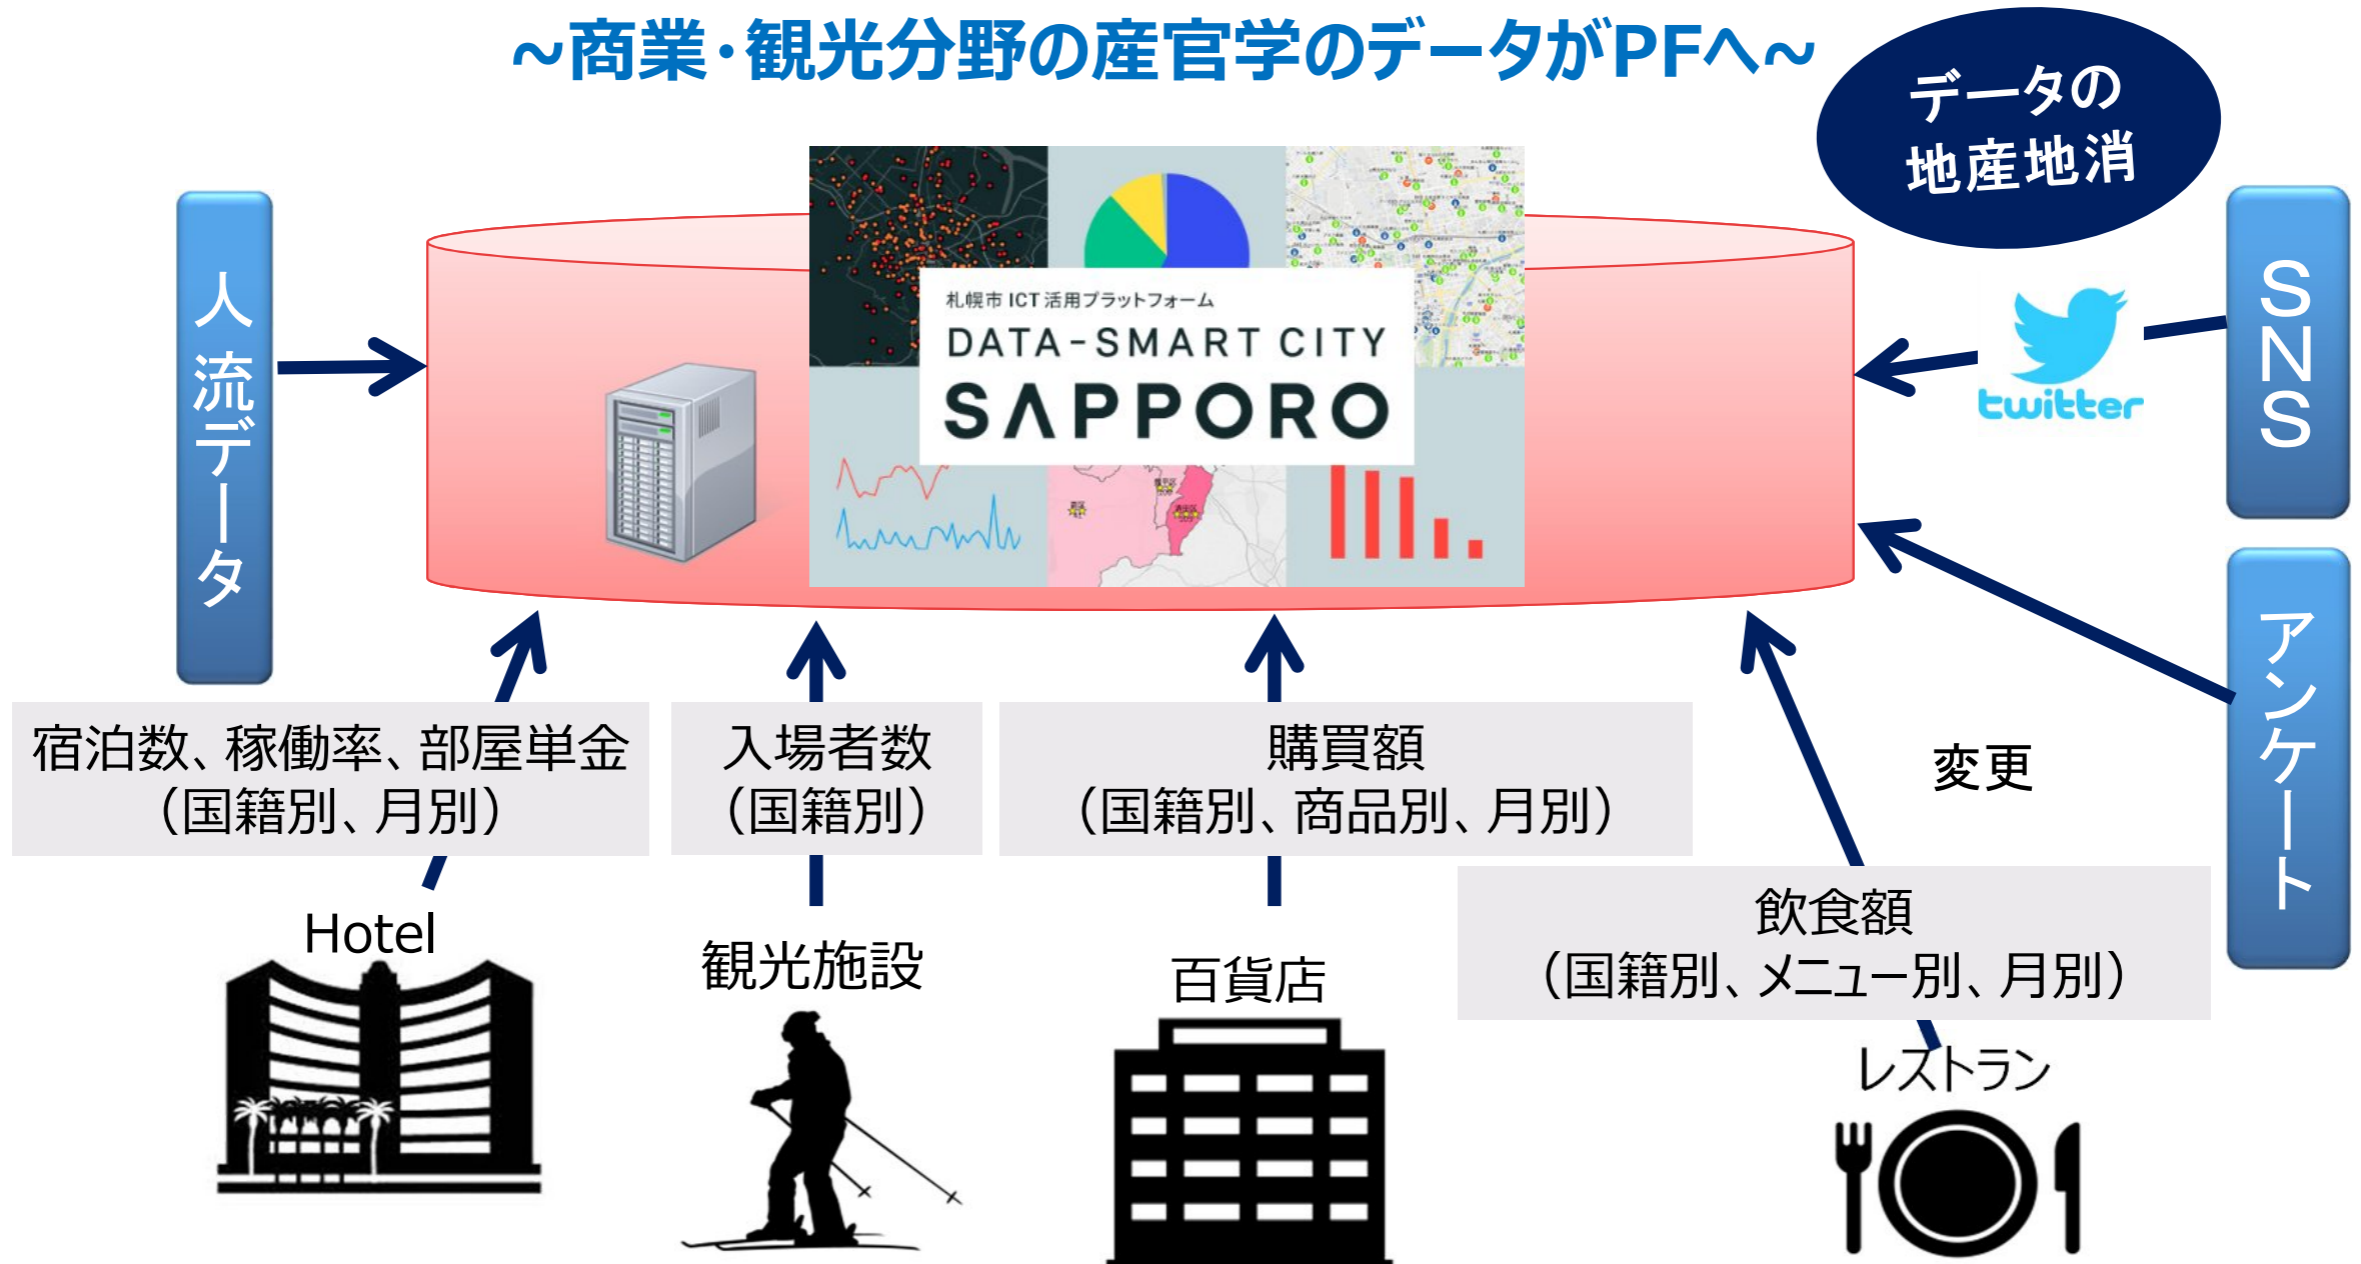 ~商業・観光分野の産官学のデータがPFへ~
データの
地産地消
人流データ
札幌市 ICT 活用プラットフォーム
DATA-SMART CITY
SAPPORO
twitter
SNS
アンケート
宿泊数、稼働率、部屋単金
（国籍別、月別）
入場者数
（国籍別）
購買額
（国籍別、商品別、月別）
変更
飲食額
（国籍別、メニュー別、月別）
Hotel
観光施設
百貨店
レストラン